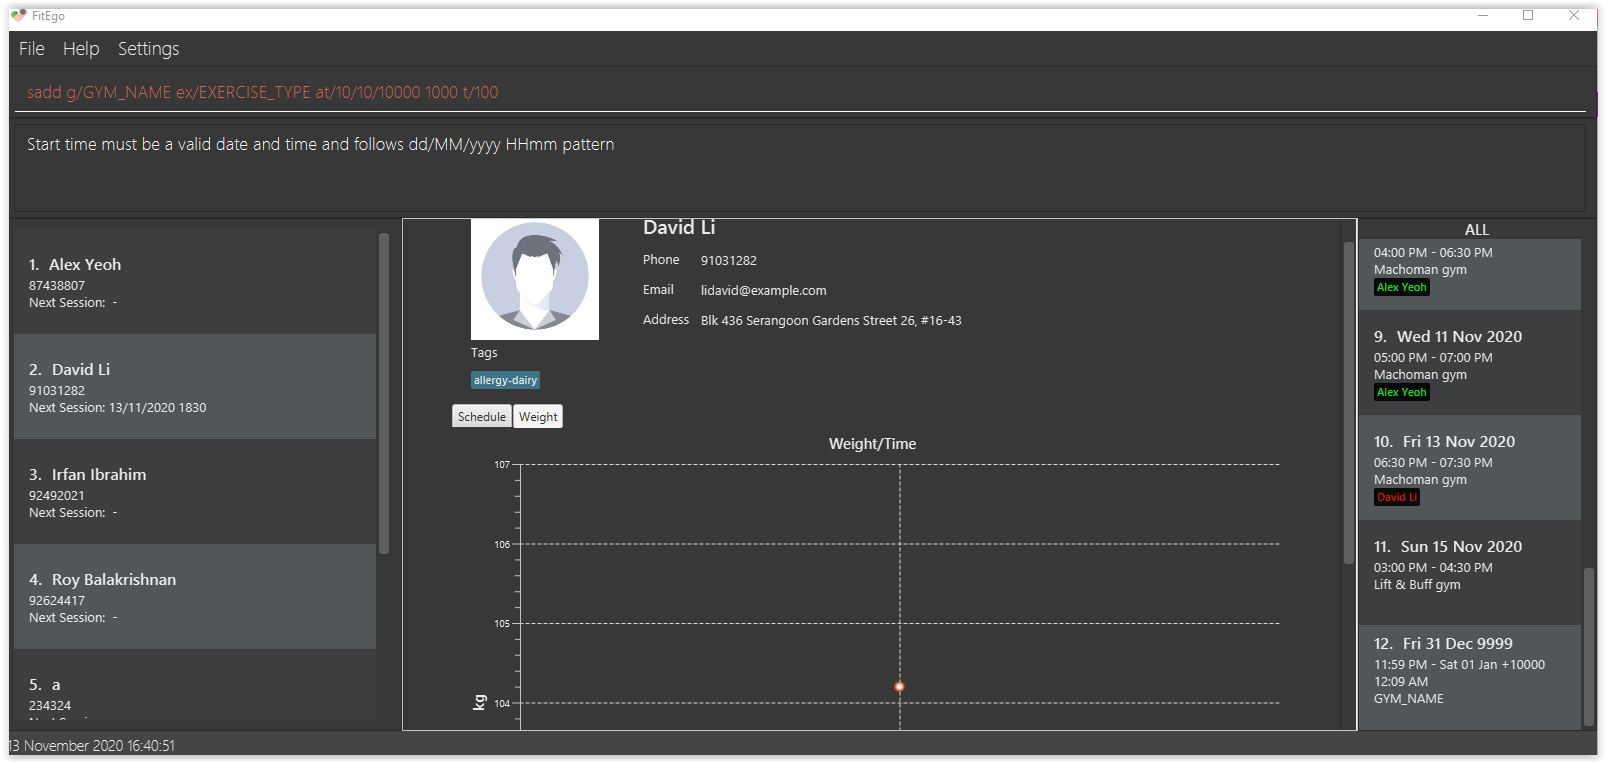 FitEgo
File Help Settings
sadd g/GYM_NAME ex/EXERCISE_TYPE at/10/10/10000 1000 t/100
Start time must be a valid date and time and follows dd/MM/yyyy HHmm pattern
1. Alex Yeoh
87438807
Next Session: -
2. David Li
91031282
Next Session: 13/11/2020 1830
3. Irfan Ibrahim
92492021
Next Session: -
4. Roy Balakrishnan
92624417
Next Session: -
5. a
234324
David Li
Phone 91031282
Email lidavid@example.com
Address Blk 436 Serangoon Gardens Street 26, #16-43
Tags
allergy-dairy
Schedule Weight
Weight/Time
107
106
105
104
kg
ALL
04:00 PM - 06:30 PM
Machoman gym
Alex Yeoh
9. Wed 11 Nov 2020
05:00 PM - 07:00 PM
Machoman gym
Alex Yeoh
10. Fri 13 Nov 2020
06:30 PM - 07:30 PM
Machoman gym
David Li
11. Sun 15 Nov 2020
03:00 PM - 04:30 PM
Lift & Buff gym
12. Fri 31 Dec 9999
11:59 PM - Sat 01 Jan +10000
12:09 AM
GYM_NAME
13 November 2020 16:40:51